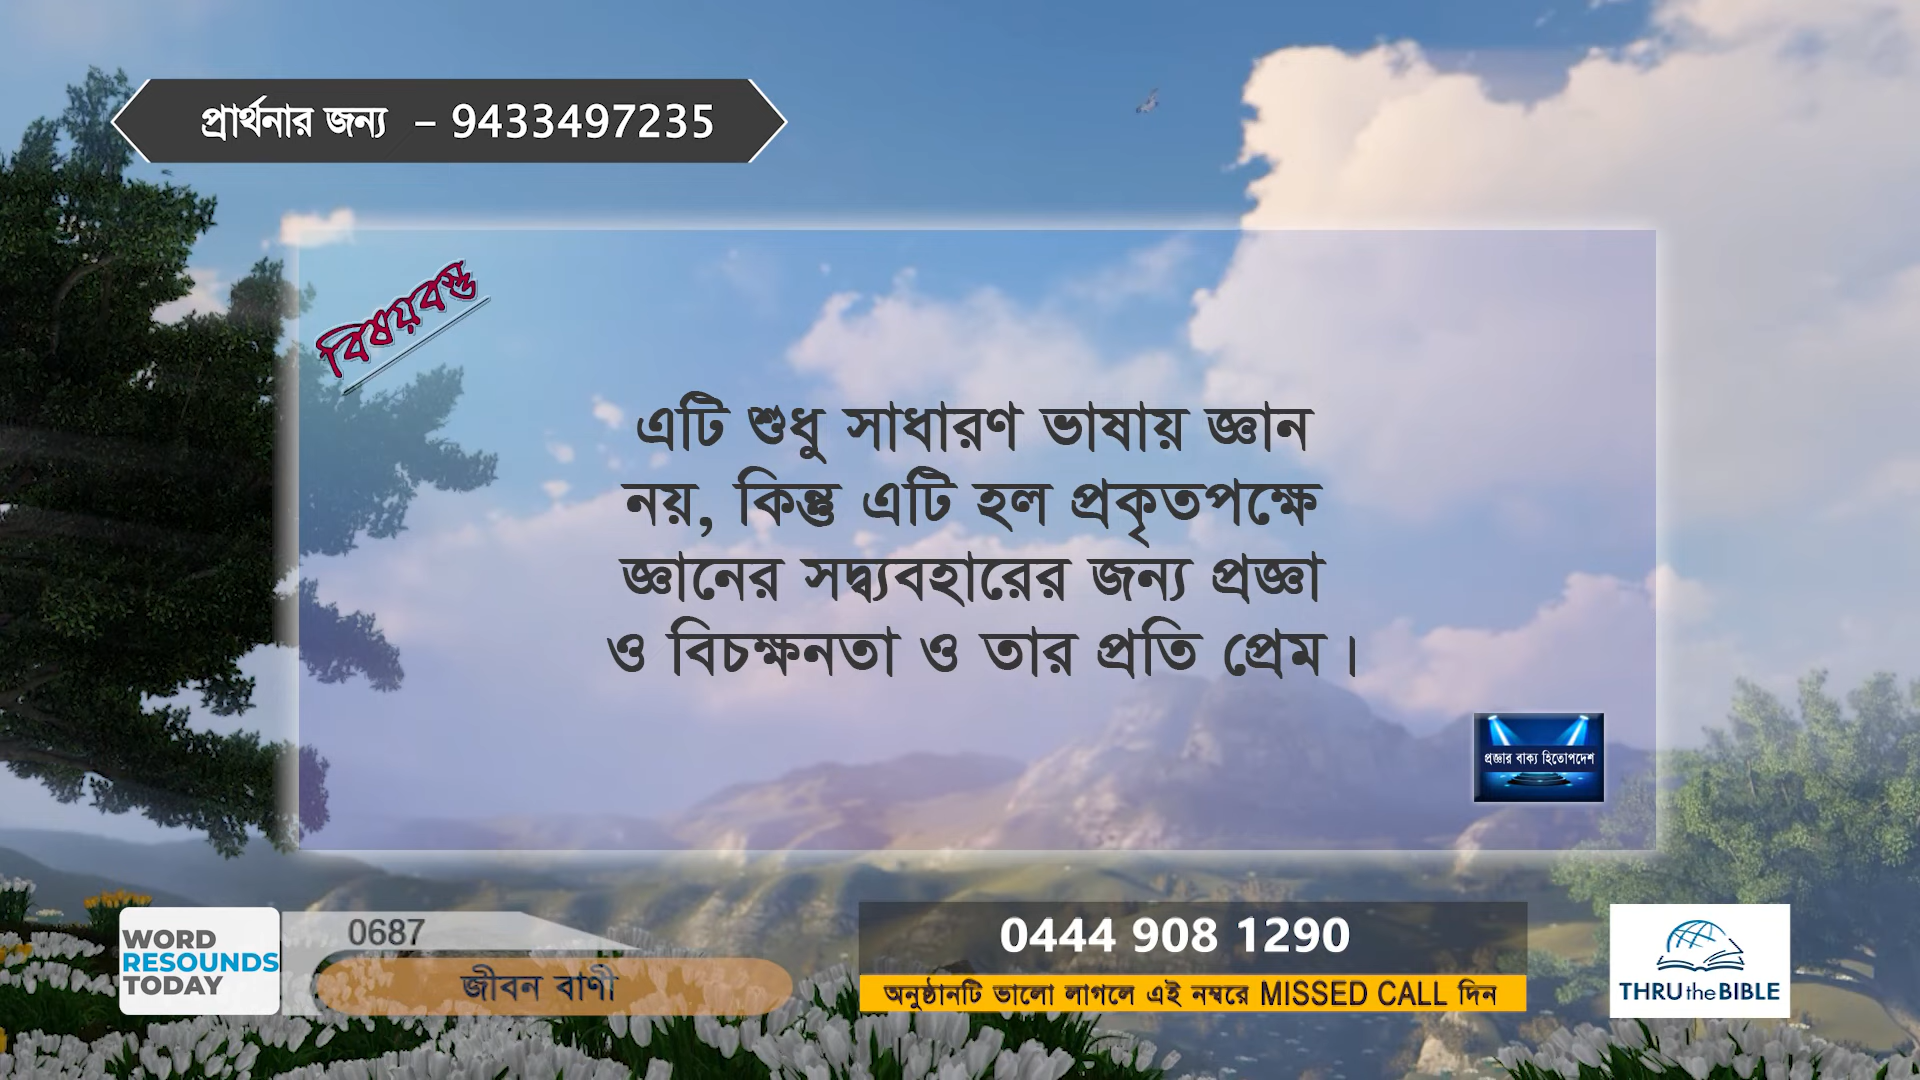 প্রার্থনার জন্য – 9433497235
বিষয়বস্তু
এটি শুধু সাধারণ ভাষায় জ্ঞান
নয়, কিন্তু এটি হল প্রকৃতপক্ষে
জ্ঞানের সদ্ব্যবহারের জন্য প্রজ্ঞা
ও বিচক্ষনতা ও তার প্রতি প্রেম।
প্রজ্ঞার বাক্য হিতোপদেশ
WORD
RESOUNDS
TODAY
0687
জীবন বাণী
0444 908 1290
অনুষ্ঠানটি ভালো লাগলে এই নম্বরে MISSED CALL দিন
THRU the BIBLE